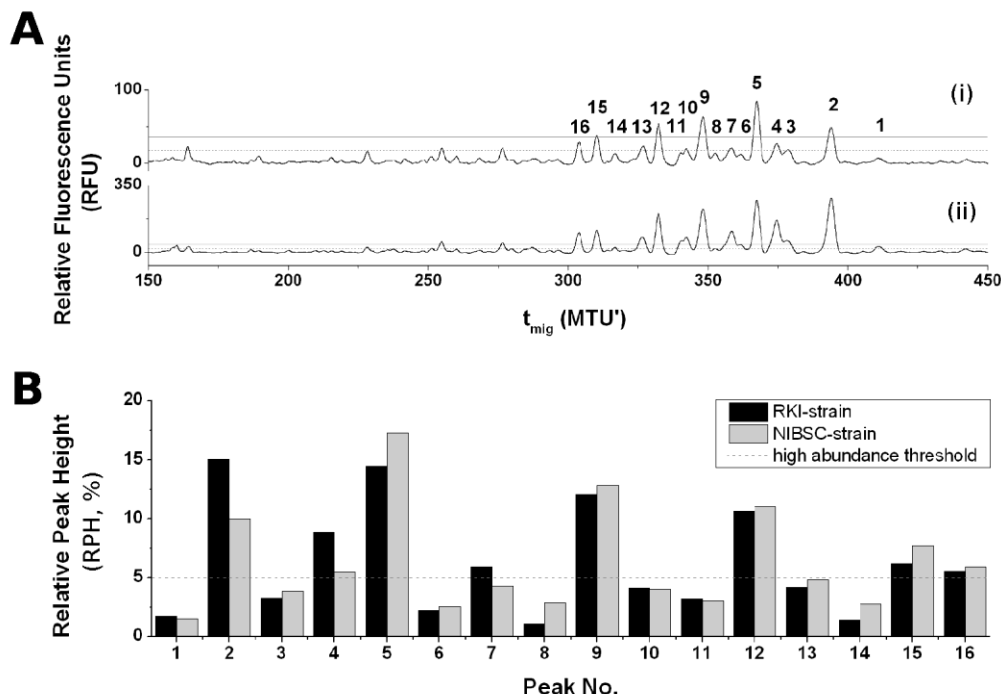 A
Relative Fluorescence Units
(RFU)
100
0
350
0
16 15 14 13 12 11 10 9 8 7 6 5 4 3 2 1
(i)
(ii)
150 200 250 300 350 400 450
tmig (MTU')
B
Relative Peak Height
(RPH, %)
20
15
10
5
0
RKI-strain
NIBSC-strain
high abundance threshold
1 2 3 4 5 6 7 8 9 10 11 12 13 14 15 16
Peak No.